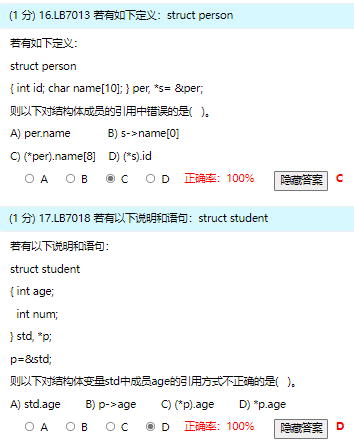 (1 分) 16.LB7013 若有如下定义：struct person
若有如下定义：
struct person
{ int id; char name[10]; } per, *s= &per;
则以下对结构体成员的引用中错误的是( )。
A) per.name B) s->name[0]
C) (*per).name[8] D) (*s).id
A B C D 正确率：100% 隐藏答案 C
(1 分) 17.LB7018 若有以下说明和语句：struct student
若有以下说明和语句：
struct student
{ int age;
int num;
} std, *p;
p=&std;
则以下对结构体变量std中成员age的引用方式不正确的是( )。
A) std.age B) p->age C) (*p).age D) *p.age
A B C D 正确率：100% 隐藏答案 D